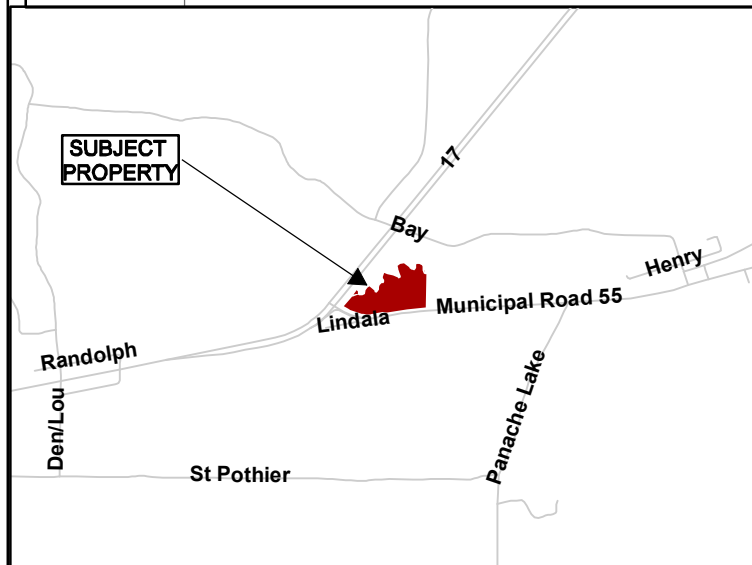 SUBJECT
PROPERTY
17
Bay
Henry
Municipal Road 55
Lindala
Randolph
Den/Lou
Panache Lake
St Pothier